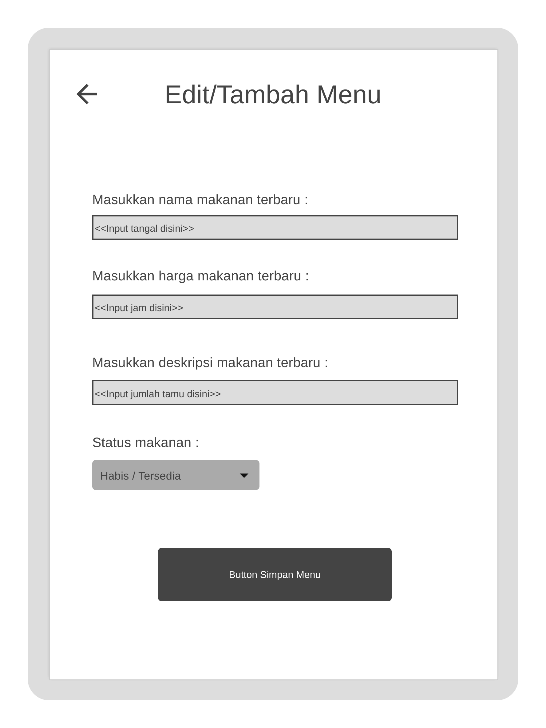 Edit/Tambah Menu
Masukkan nama makanan terbaru :
<<Input tangal disini>>
Masukkan harga makanan terbaru :
<<Input jam disini>>
Masukkan deskripsi makanan terbaru :
<<Input jumlah tamu disini>>
Status makanan :
Habis / Tersedia
Button Simpan Menu